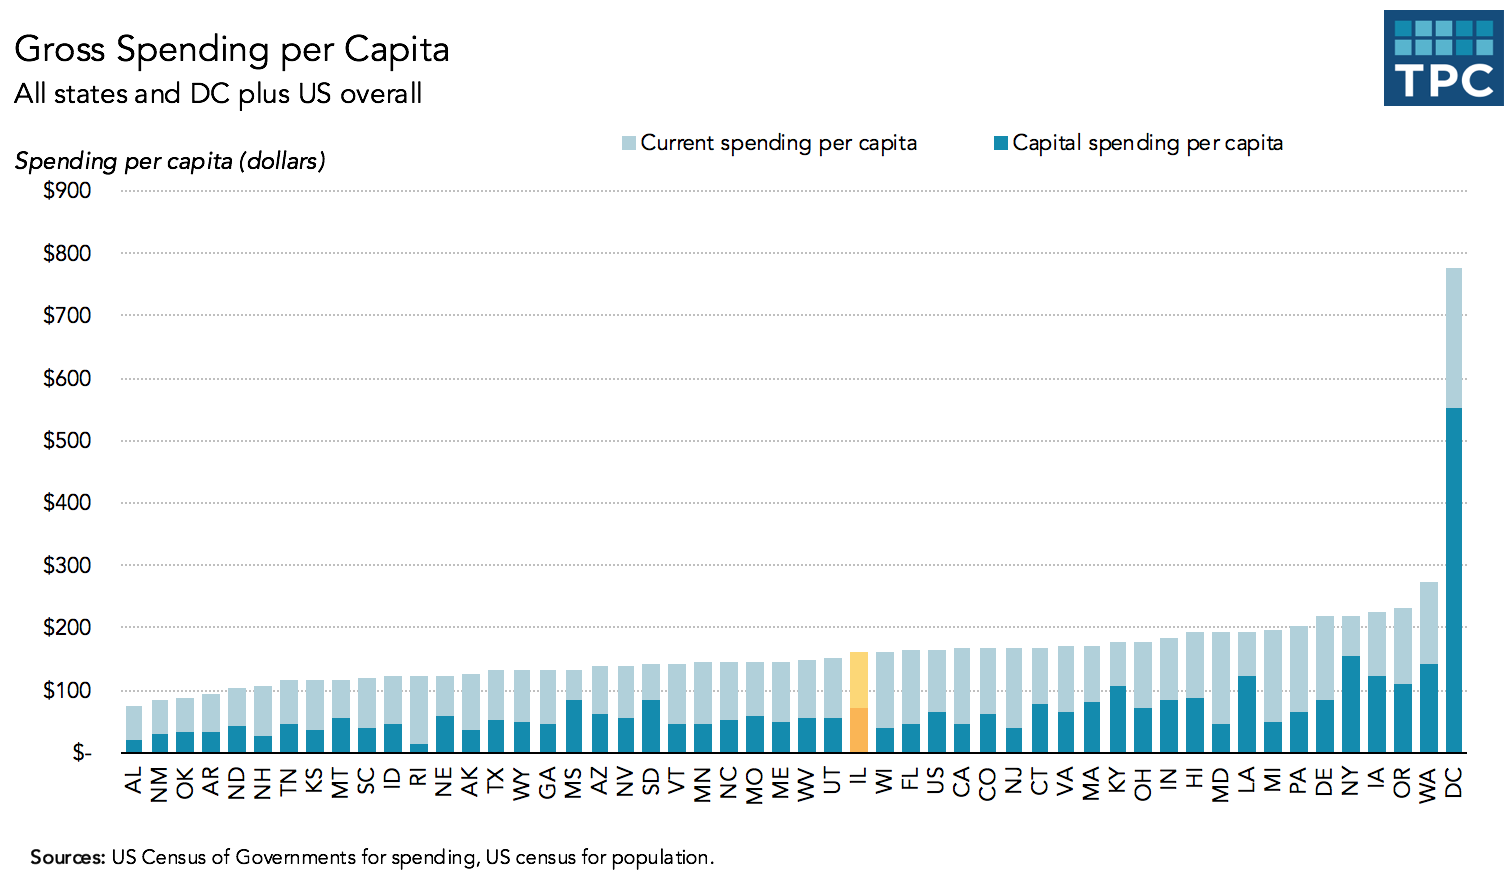 Gross Spending per Capita
All states and DC plus US overall
TPC
Current spending per capita
Capital spending per capita
Spending per capita (dollars)
$900
$800
$700
$600
$500
$400
$300
$200
$100
$-
AL NM OK AR ND NH TN KS MT SC ID RI NE AK TX WY GA MS AZ NV SD VT MN NC MO ME WV UT IL WI FL US CA CO NJ CT VA MA KY OH IN HI MD LA MI PA DE NY IA OR WA DC
Sources: US Census of Governments for spending, US census for population.